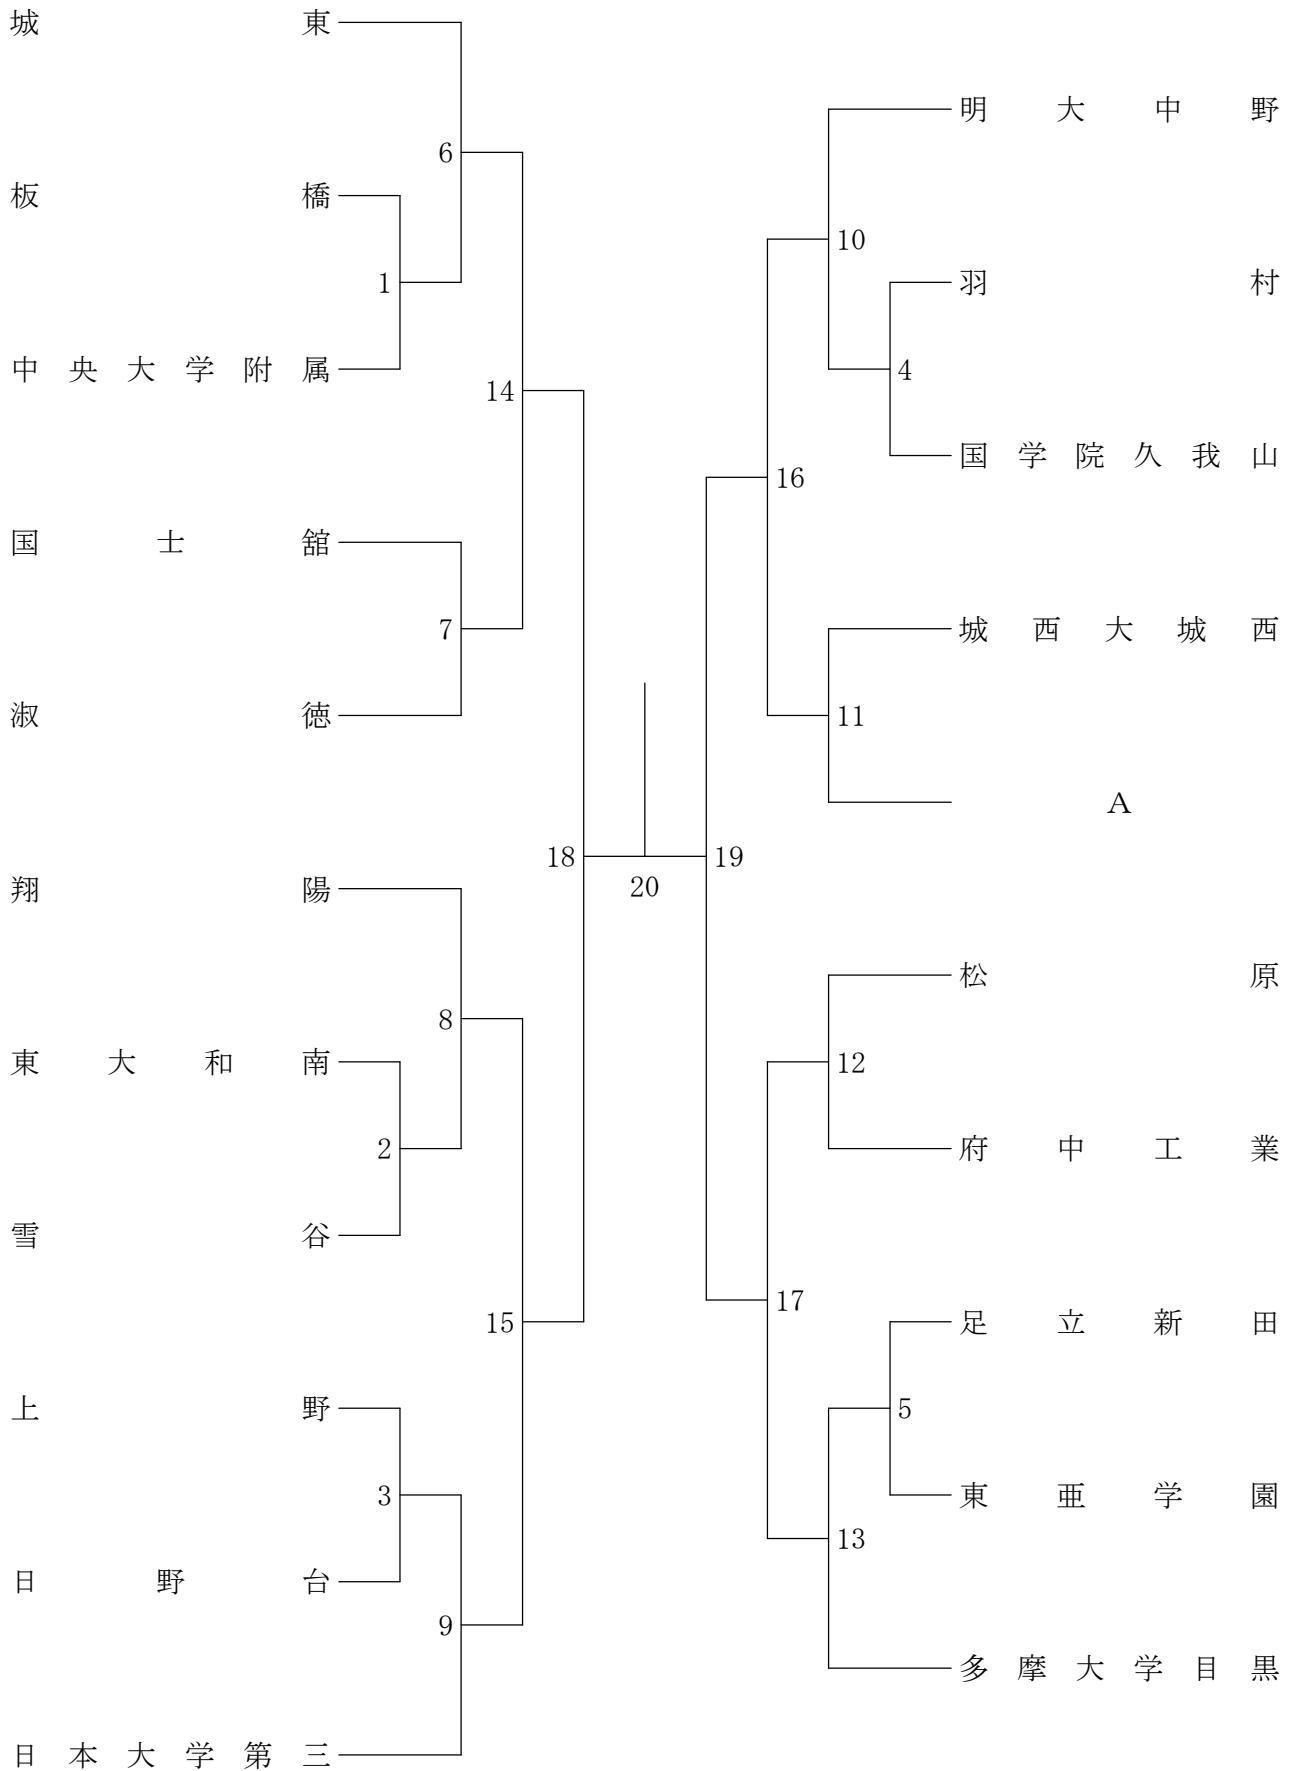 城東
板橋
中央大学附属
国士舘
淑徳
翔陽
東大和南
雪谷
上野
日野台
日本大学第三
6
1
14
7
18
8
2
15
3
9
20
19
10
4
16
11
12
17
5
13
明大中野
羽村
国学院久我山
城西大城西
A
松原
府中工業
足立新田
東亜学園
多摩大学目黒